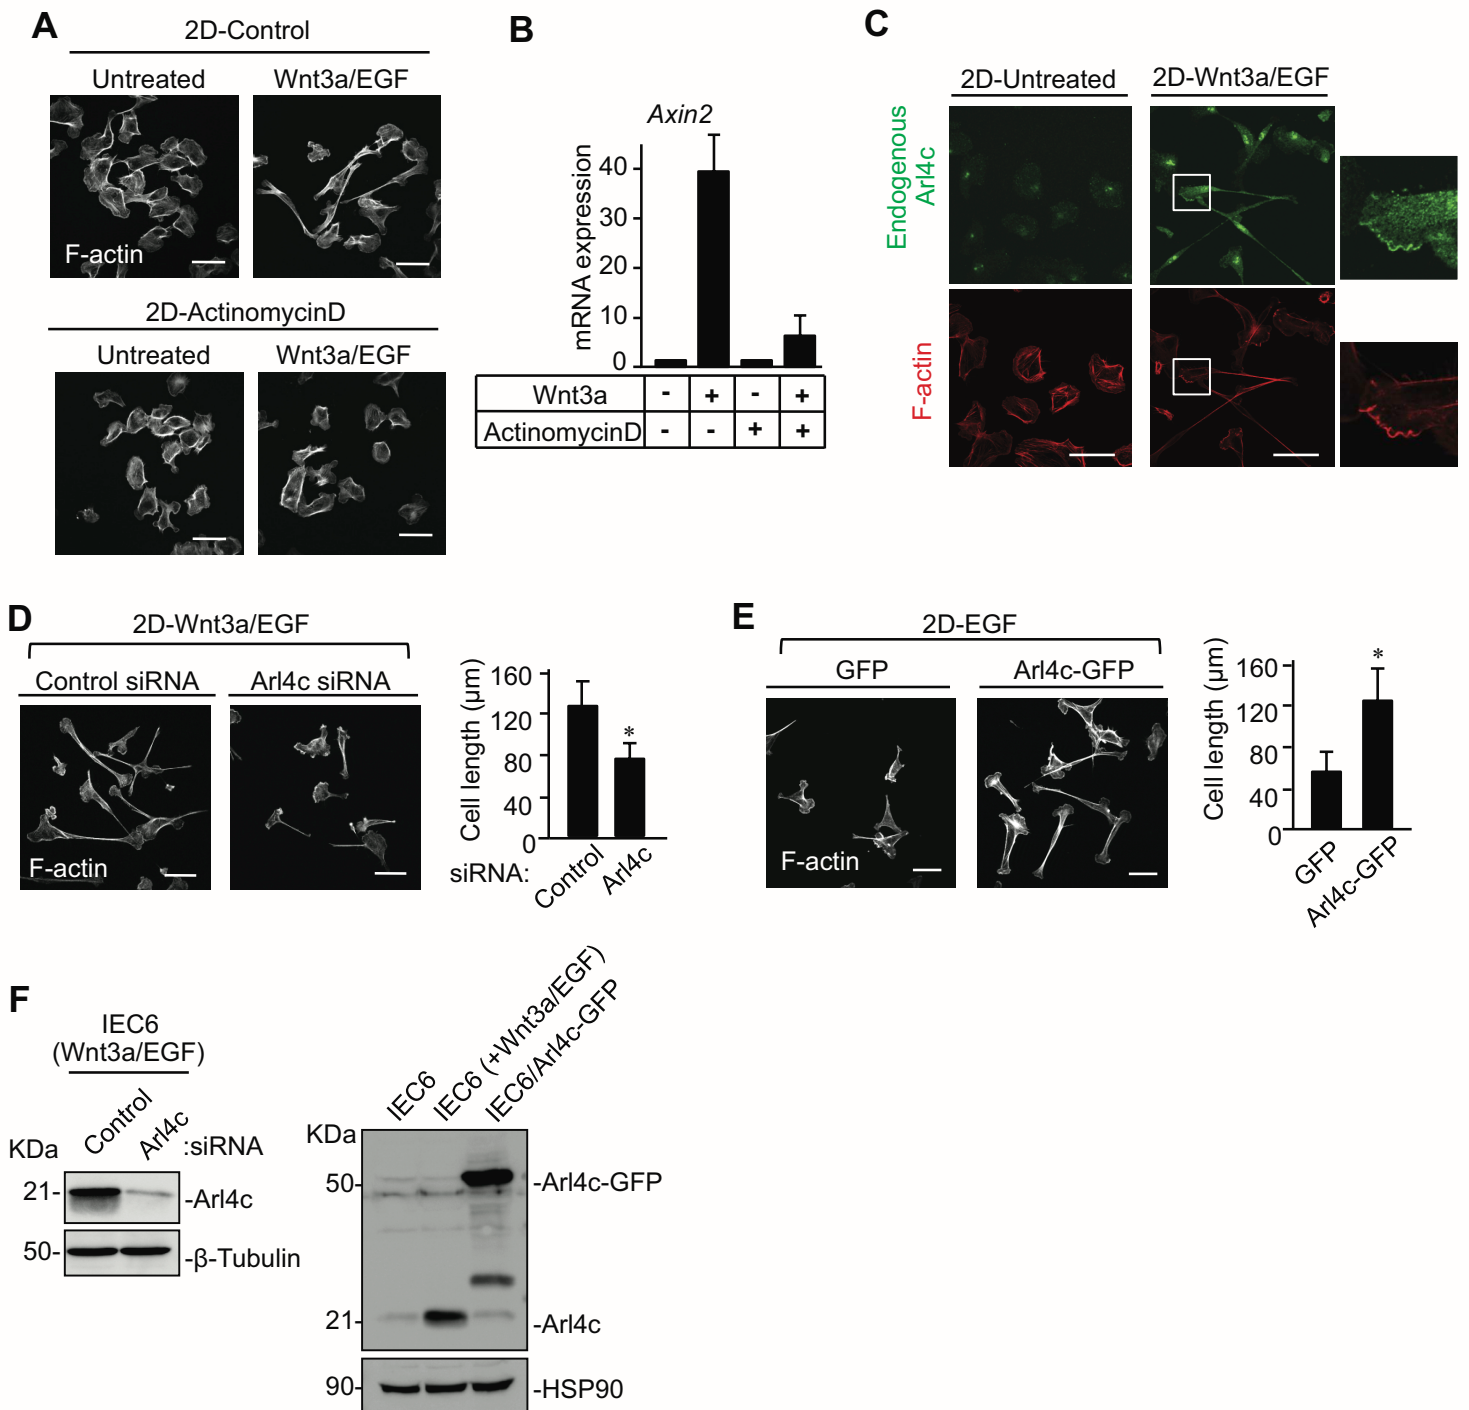 A
2D-Control
Untreated Wnt3a/EGF
F-actin
2D-ActinomycinD
Untreated Wnt3a/EGF
B
Axin2
mRNA expression
40
30
20
10
0
Wnt3a - + - +
ActinomycinD - - + +
C
2D-Untreated 2D-Wnt3a/EGF
Endogenous
Arl4c
F-actin
D
2D-Wnt3a/EGF
Control siRNA Arl4c siRNA
F-actin
Cell length (μm)
160
120
80
40
0
*
siRNA:
Control
Arl4c
E
2D-EGF
GFP Arl4c-GFP
F-actin
Cell length (μm)
160
120
80
40
0
*
GFP
Arl4c-GFP
F
IEC6
(Wnt3a/EGF)
Control
Arl4c
:siRNA
KDa
21- -Arl4c
50- -β-Tubulin
IEC6
IEC6 (+Wnt3a/EGF)
IEC6/Arl4c-GFP
KDa
50- -Arl4c-GFP
21- -Arl4c
90- -HSP90